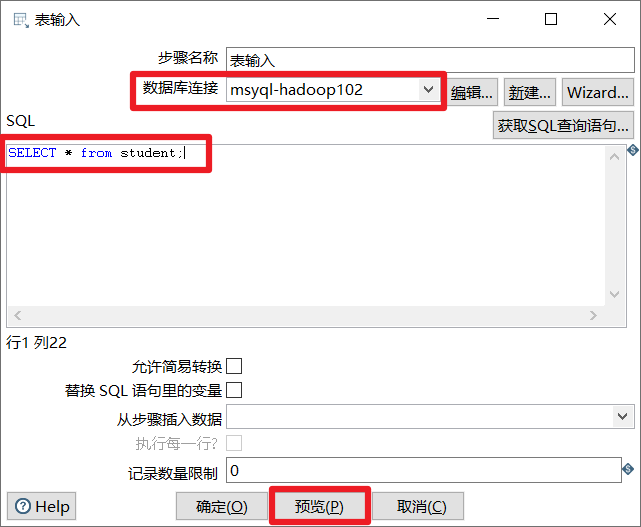 表输入
步骤名称 表输入
数据库连接 msyql-hadoop102 编辑... 新建... Wizard...
SQL 获取SQL查询语句...
SELECT * from student;
行1 列22
允许简易转换
替换 SQL 语句里的变量
从步骤插入数据
执行每一行?
记录数量限制 0
Help 确定(O) 预览(P) 取消(C)